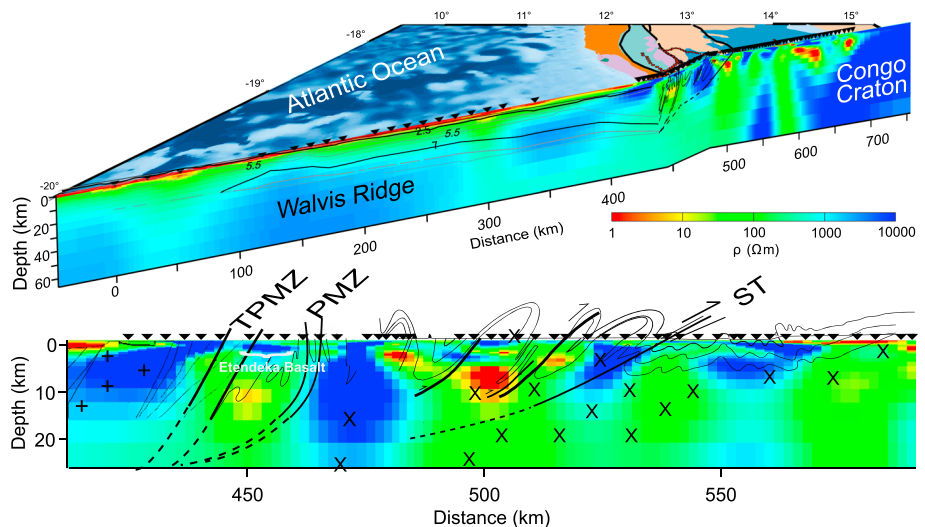 10° 11° 12° 13° 14° 15°
-18°
-19°
-20°
Atlantic Ocean
Congo
Craton
2.5 5.5
7
5.5
Walvis Ridge
0
20
40
60
Depth (km)
0 100 200 300 400 500 600 700
Distance (km)
1 10 100 1000 10000
ρ (Ωm)
TPMZ
PMZ
ST
Etendeka Basalt
+ + + +
X X X X X X X X X X X X X X X X X
0
10
20
Depth (km)
450 500 550
Distance (km)